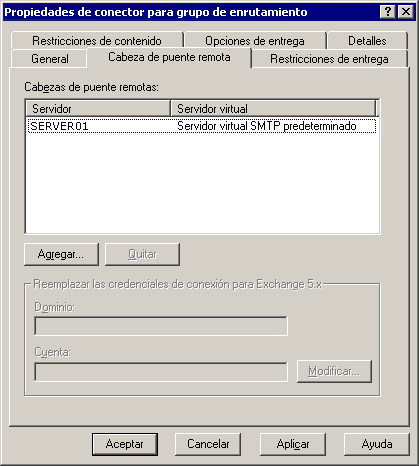 Propiedades de conector para grupo de enrutamiento
Restricciones de contenido Opciones de entrega Detalles
General Cabeza de puente remota Restricciones de entrega
Cabezas de puente remotas:
Servidor Servidor virtual
SERVER01 Servidor virtual SMTP predeterminado
Agregar... Quitar
Reemplazar las credenciales de conexión para Exchange 5.x
Dominio:
Cuenta:
Modificar...
Aceptar Cancelar Aplicar Ayuda